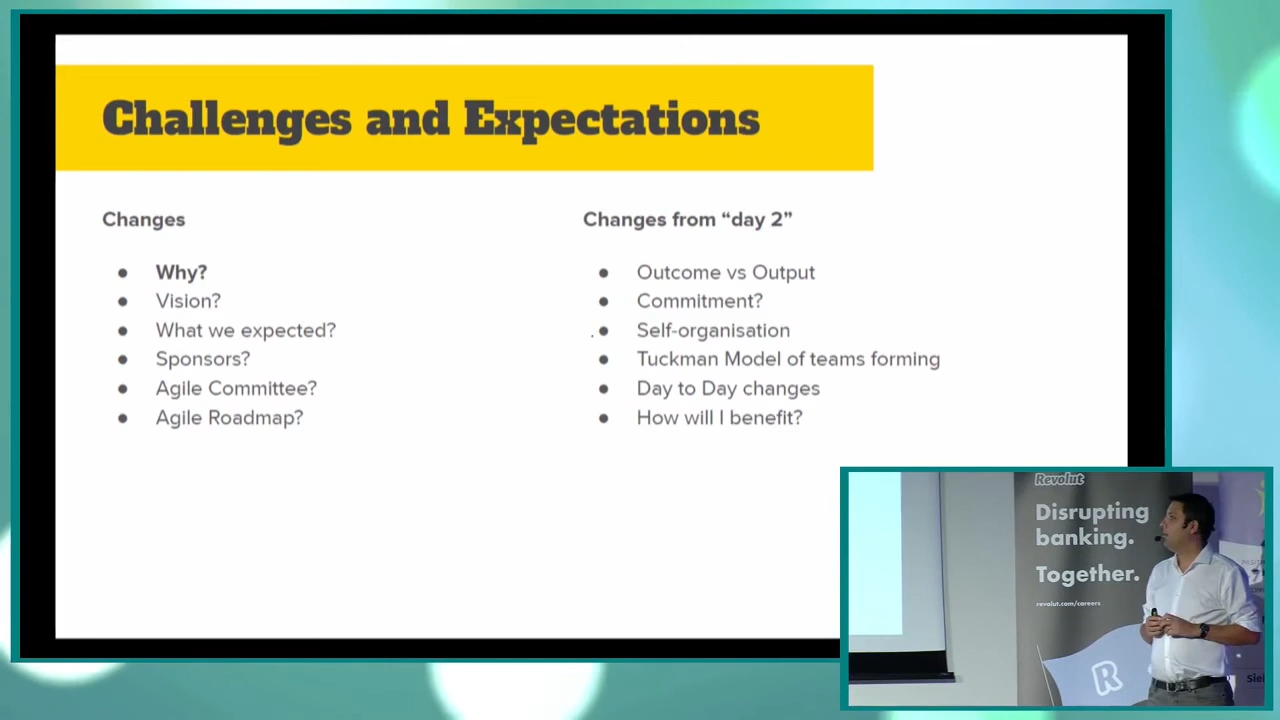 Challenges and Expectations
Changes
● Why?
● Vision?
● What we expected?
● Sponsors?
● Agile Committee?
● Agile Roadmap?
Changes from “day 2”
● Outcome vs Output
● Commitment?
● Self-organisation
● Tuckman Model of teams forming
● Day to Day changes
● How will I benefit?
Revolut
Disrupting
banking.
Together.
revolut.com/careers
R